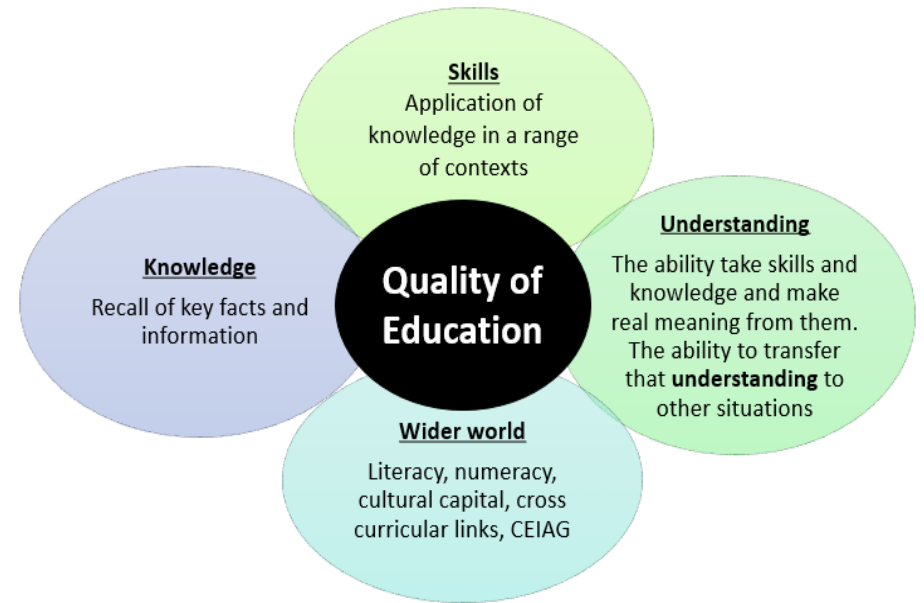 Skills
Application of
knowledge in a range
of contexts
Knowledge
Recall of key facts and
information
Quality of
Education
Understanding
The ability take skills and
knowledge and make
real meaning from them.
The ability to transfer
that understanding to
other situations
Wider world
Literacy, numeracy,
cultural capital, cross
curricular links, CEIAG